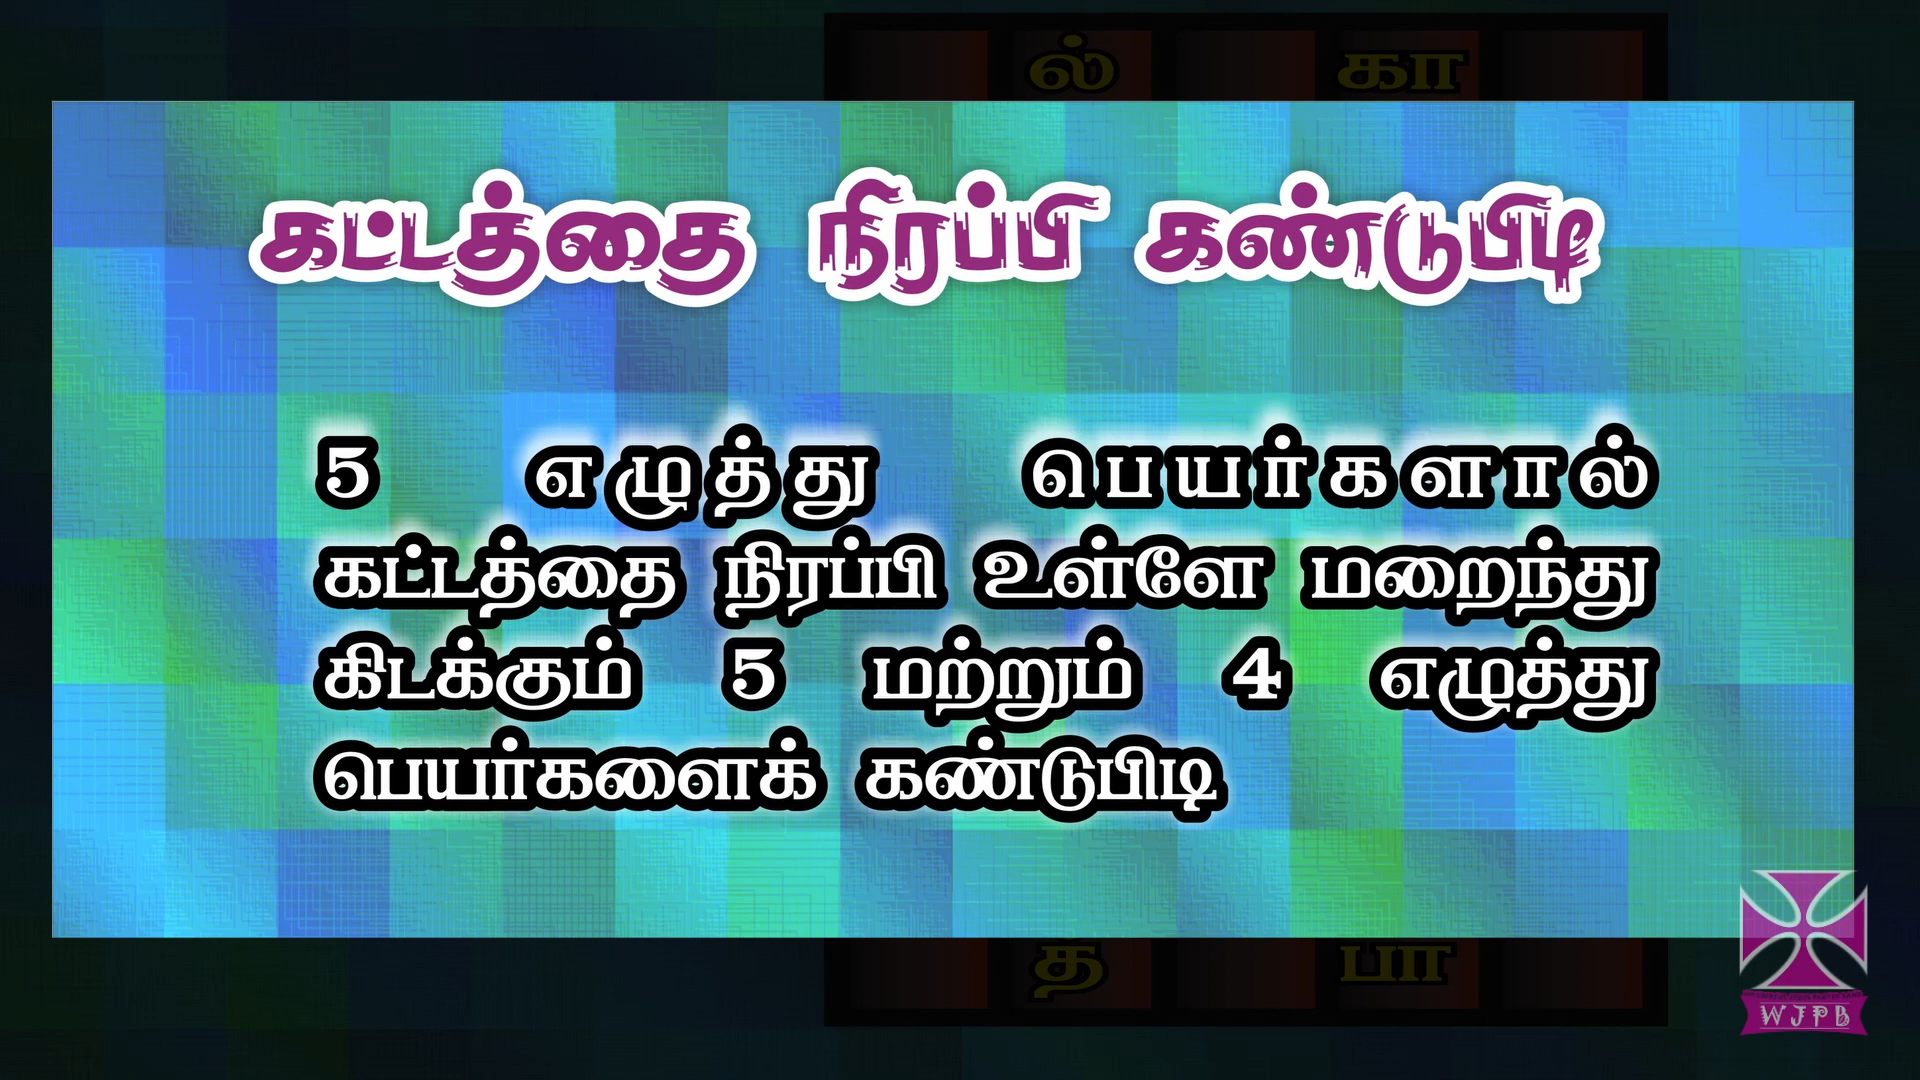 ல் கா
கட்டத்தை நிரப்பி கண்டுபிடி
5 எழுத்து பெயர்களால்
கட்டத்தை நிரப்பி உள்ளே மறைந்து
கிடக்கும் 5 மற்றும் 4 எழுத்து
பெயர்களைக் கண்டுபிடி
த பா
WJPB